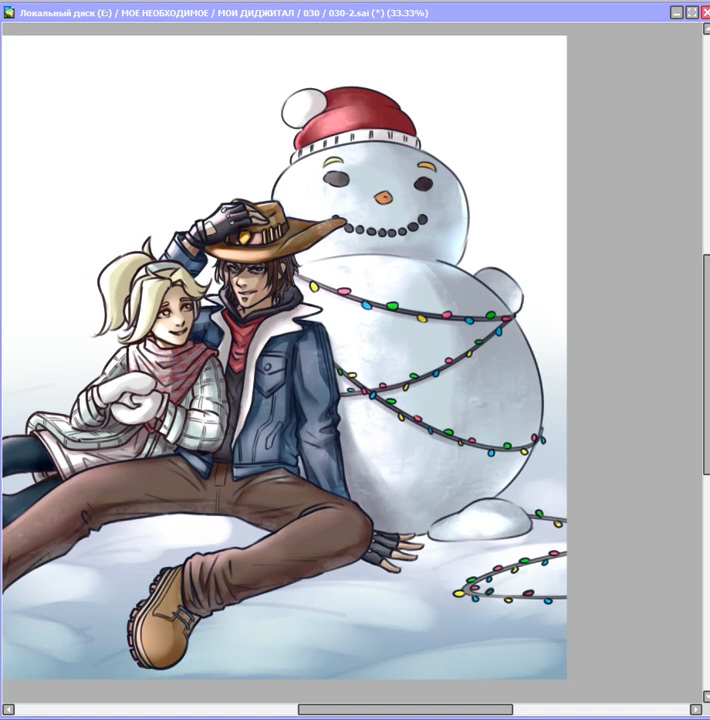 Локальный диск (E:) / МОЕ НЕОБХОДИМОЕ / МОИ ДИДЖИТАЛ / 030 / 030-2.sai (*) (33.33%)